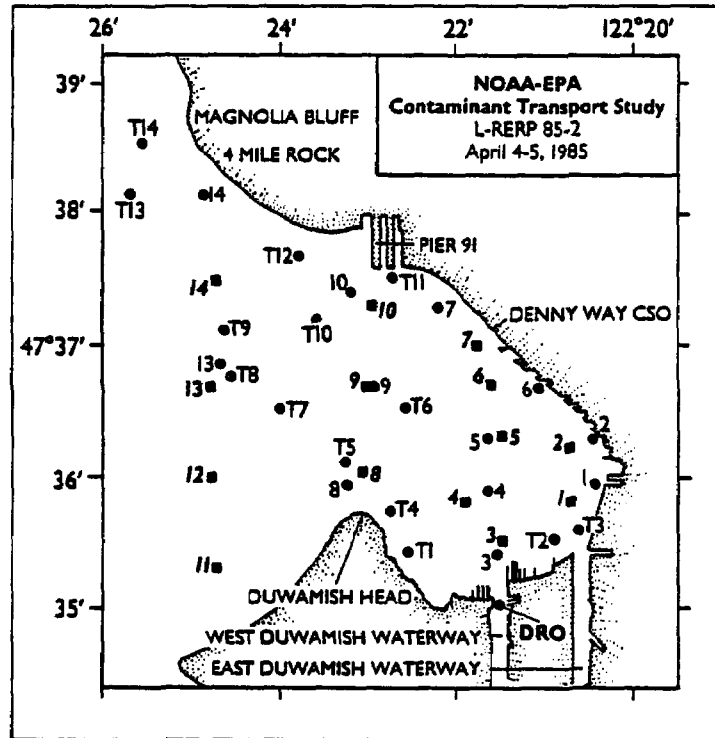 26′ 24′ 22′ 122°20′
39′
38′
47°37′
36′
35′
NOAA-EPA
Contaminant Transport Study
L-RERP 85-2
April 4-5, 1985
MAGNOLIA BLUFF
4 MILE ROCK
T14
T13
14
T12
PIER 91
T11
14
10
10
7
DENNY WAY CSO
T9
T10
7
13
T8
13
9
9
6
6
T7
T6
5
5
2
2
T5
8
8
12
4
4
1
1
T4
T3
T2
3
3
T1
11
DUWAMISH HEAD
DRO
WEST DUWAMISH WATERWAY
EAST DUWAMISH WATERWAY